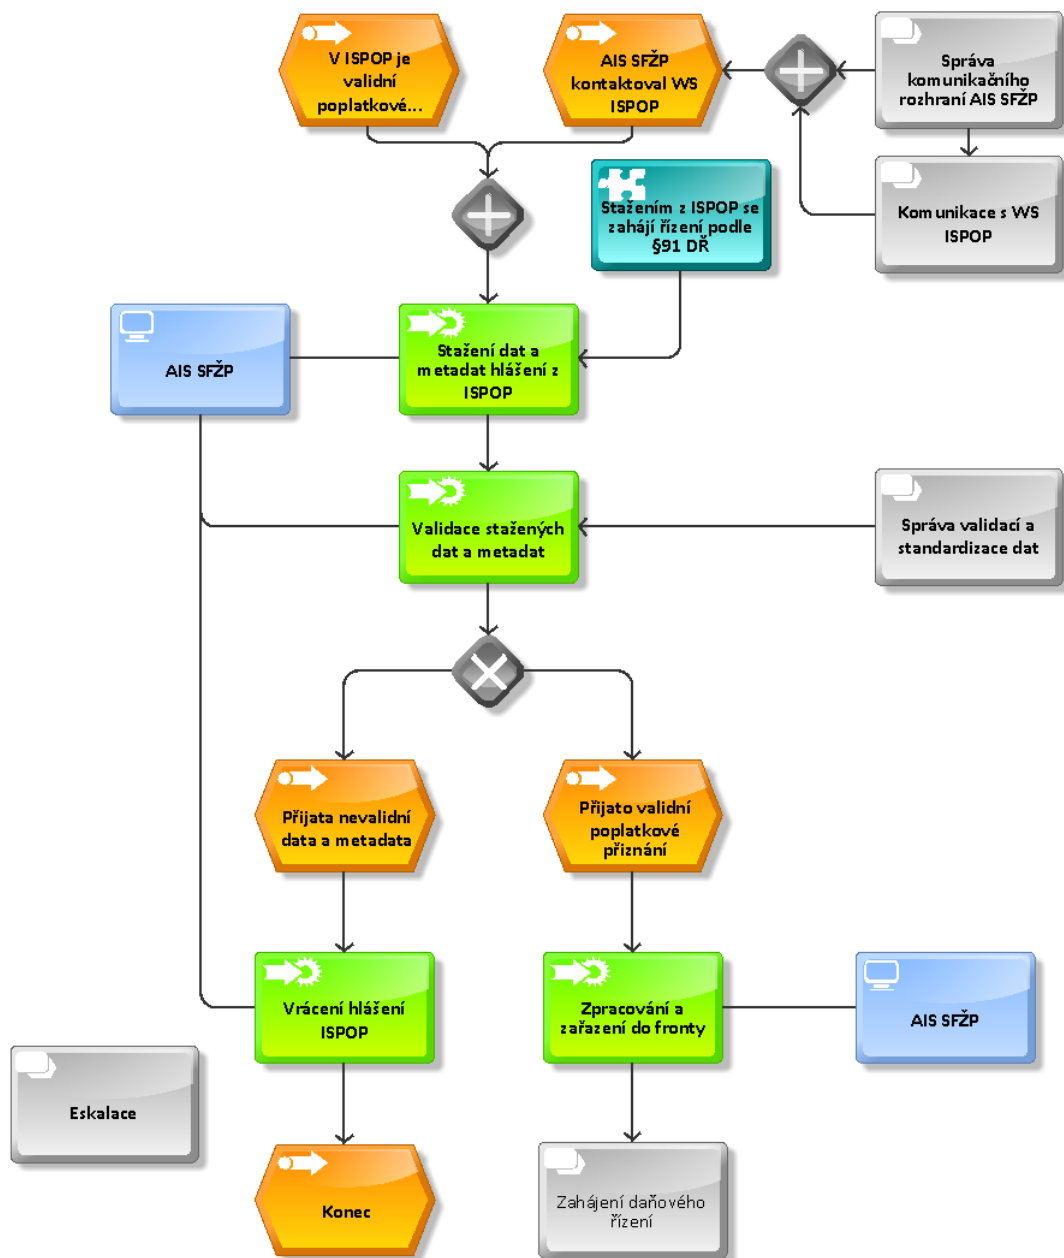 V ISPOP je
validní
poplatkové...
AIS SFŽP
kontaktoval WS
ISPOP
Správa
komunikačního
rozhraní AIS SFŽP
Stažením z ISPOP se
zahájí řízení podle
§91 DŘ
Komunikace s WS
ISPOP
AIS SFŽP
Stažení dat a
metadat hlášení z
ISPOP
Validace stažených
dat a metadat
Správa validací a
standardizace dat
Přijata nevalidní
data a metadata
Přijato validní
poplatkové
přiznání
Vrácení hlášení
ISPOP
Zpracování a
zařazení do fronty
AIS SFŽP
Eskalace
Konec
Zahájení daňového
řízení